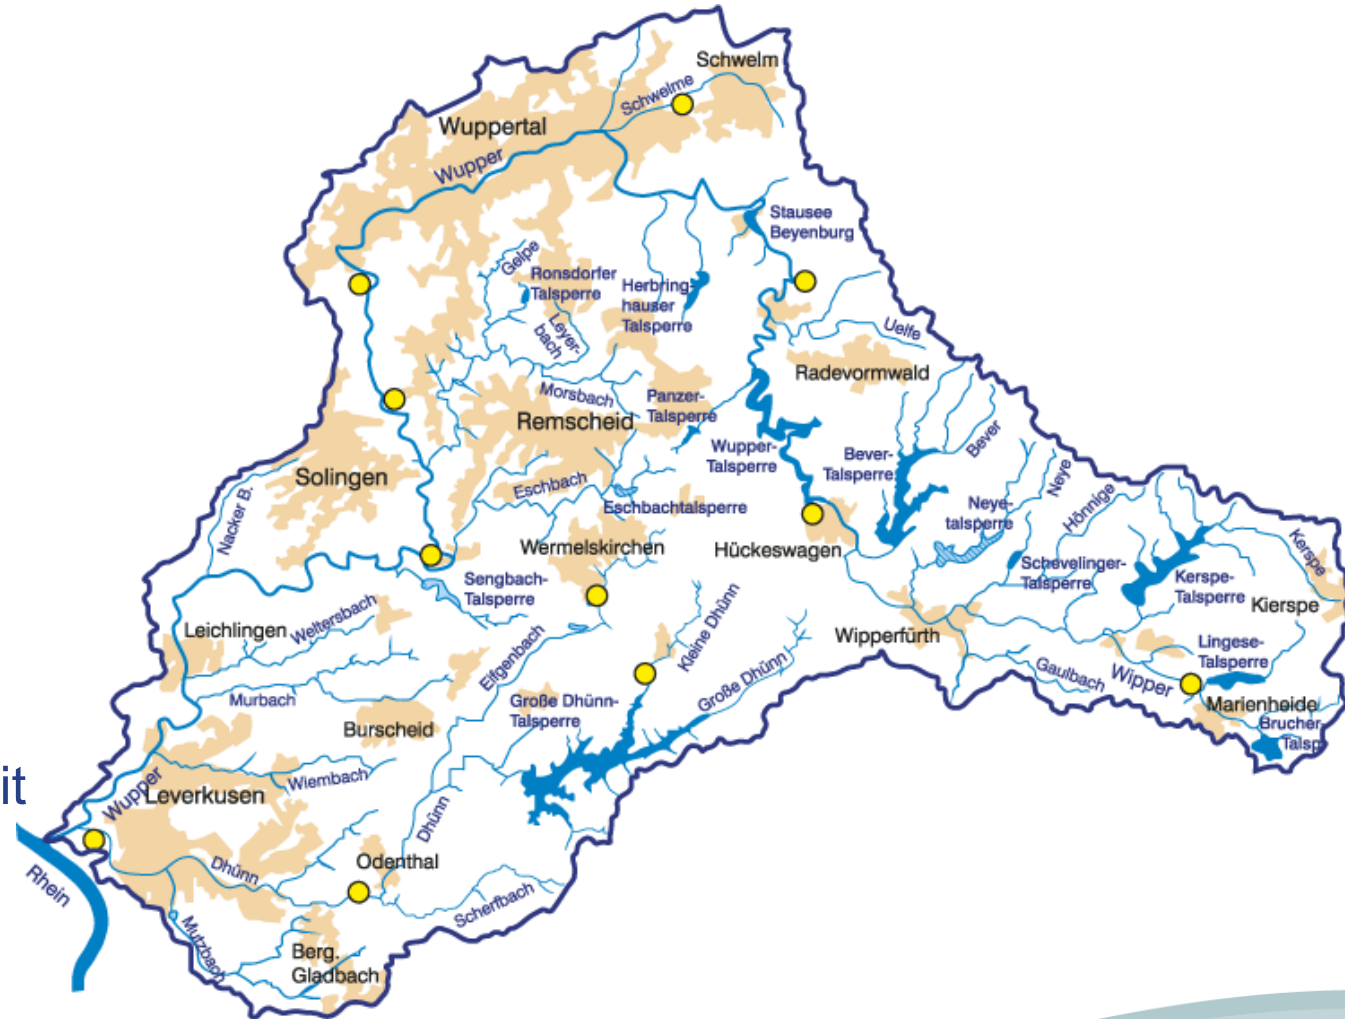 Schwelm
Schwelme
Wuppertal
Wupper
Stausee
Beyenburg
Gelpe
Ronsdorfer
Talsperre
Herbring-
hauser
Talsperre
Leyer-
bach
Uelfe
Radevormwald
Morsbach
Panzer-
Talsperre
Remscheid
Wupper-
Talsperre
Bever-
Talsperre
Bever
Solingen
Nacker B.
Eschbach
Eschbachtalsperre
Neye-
talsperre
Neye
Hönnige
Wermelskirchen
Hückeswagen
Schevelinger-
Talsperre
Kerspe-
Talsperre
Kerspe
Kierspe
Sengbach-
Talsperre
Leichlingen
Weltersbach
Eifgenbach
Kleine Dhünn
Wipperfürth
Lingese-
Talsperre
Gaulbach
Wipper
Marienheide
Brucher-
Talsp.
Murbach
Große Dhünn-
Talsperre
Große Dhünn
Burscheid
it
Wupper
Leverkusen
Wiembach
Dhünn
Rhein
Dhünn
Odenthal
Scherfbach
Mutzbach
Berg.
Gladbach